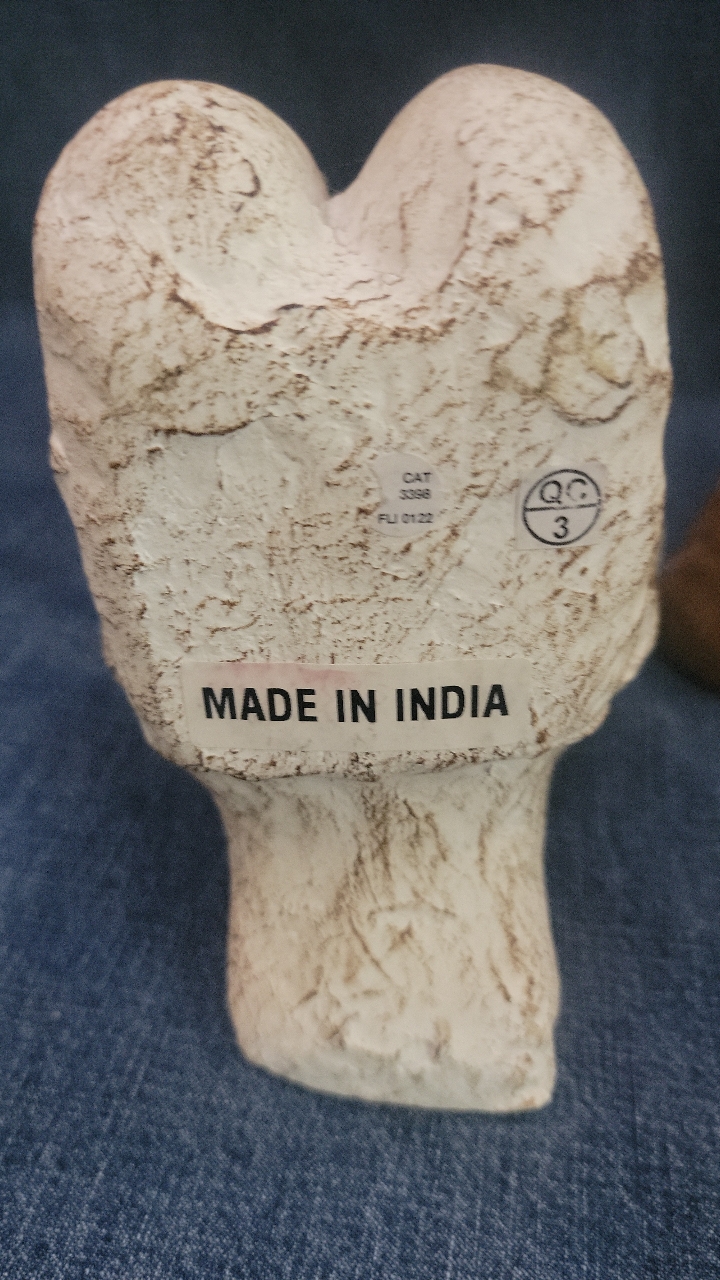 CAT
3398
FLI 0122
QC
3
MADE IN INDIA